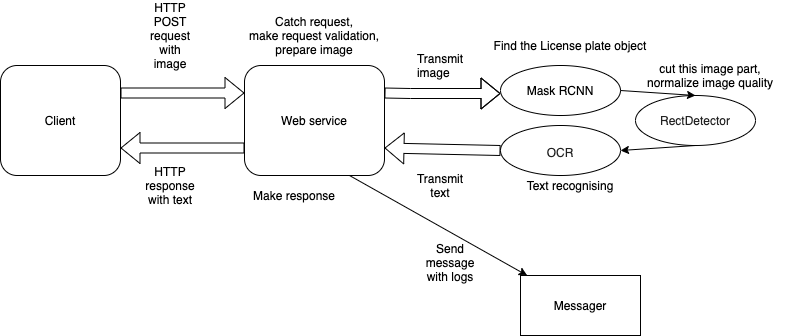 HTTP
POST
request
with
image
Catch request,
make request validation,
prepare image
Transmit
image
Find the License plate object
cut this image part,
normalize image quality
Client
Web service
Mask RCNN
RectDetector
OCR
HTTP
response
with text
Make response
Transmit
text
Text recognising
Send
message
with logs
Messager